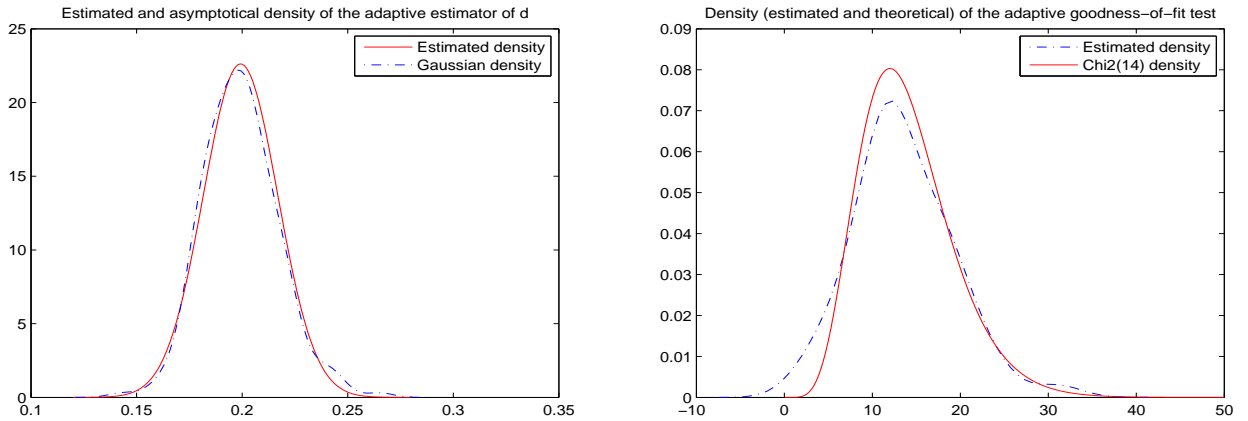 Estimated and asymptotical density of the adaptive estimator of d
25
20
15
10
5
0
0.1 0.15 0.2 0.25 0.3 0.35
Estimated density
Gaussian density
Density (estimated and theoretical) of the adaptive goodness−of−fit test
0.09
0.08
0.07
0.06
0.05
0.04
0.03
0.02
0.01
0
−10 0 10 20 30 40 50
Estimated density
Chi2(14) density